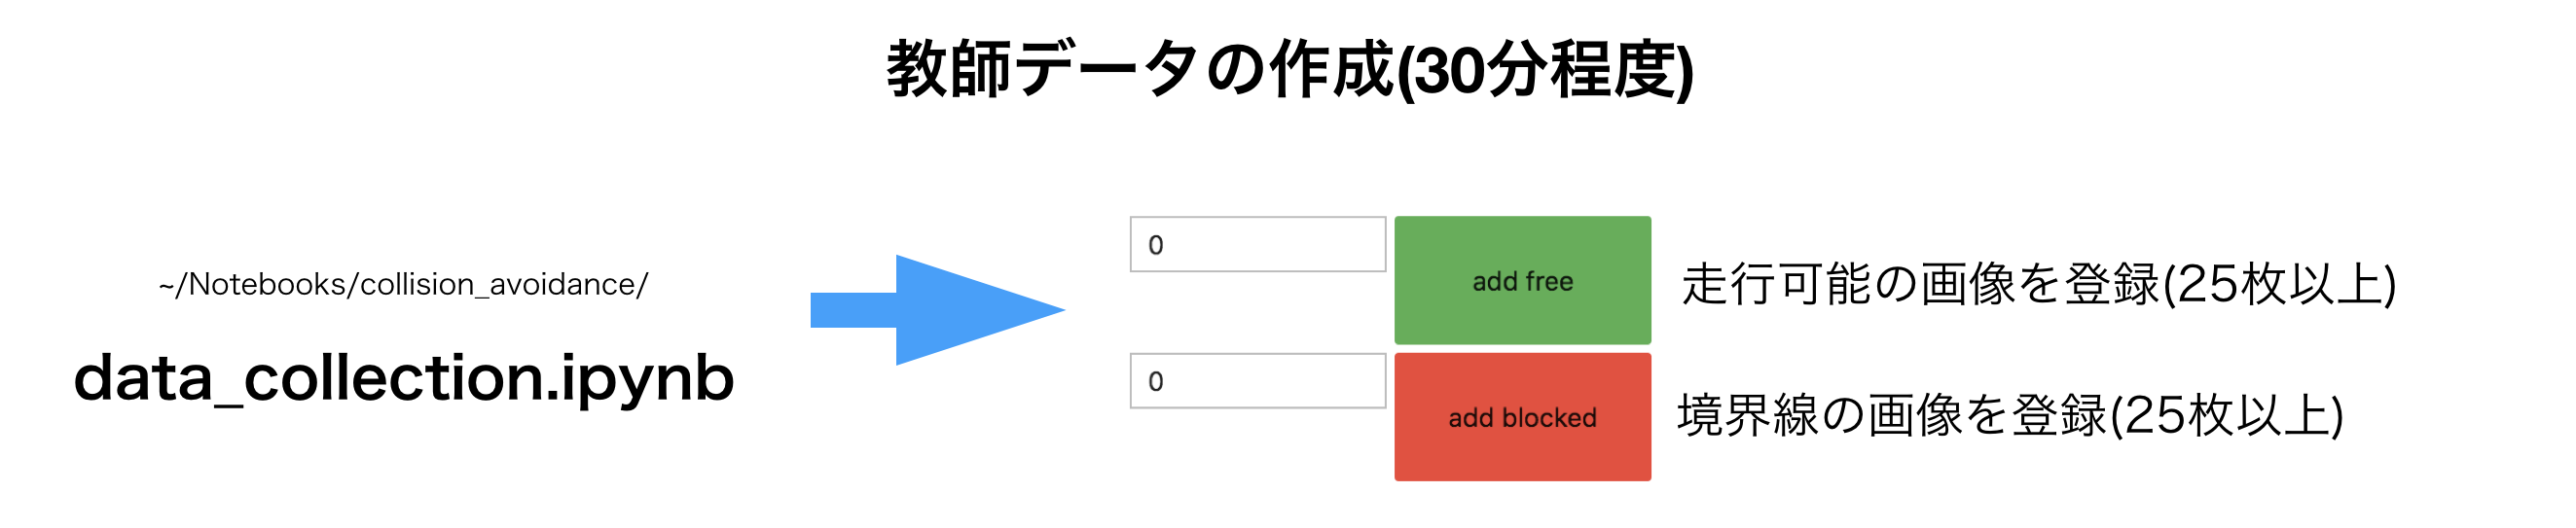 教師データの作成(30分程度)
~/Notebooks/collision_avoidance/
data_collection.ipynb
0
add free
走行可能の画像を登録(25枚以上)
0
add blocked
境界線の画像を登録(25枚以上)